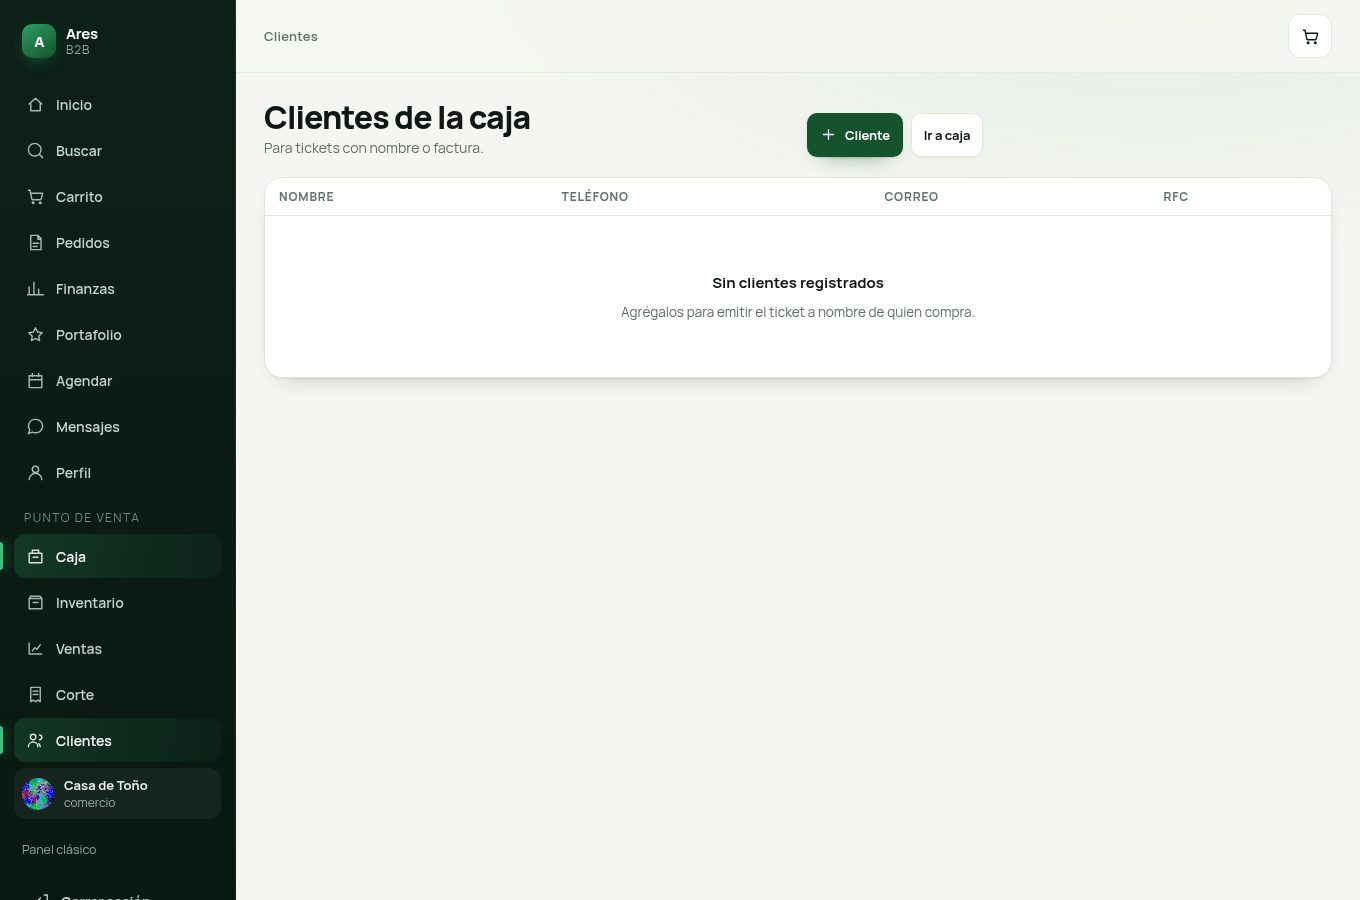 A
Ares
B2B
Inicio
Buscar
Carrito
Pedidos
Finanzas
Portafolio
Agendar
Mensajes
Perfil
PUNTO DE VENTA
Caja
Inventario
Ventas
Corte
Clientes
Casa de Toño
comercio
Panel clásico
Clientes
Clientes de la caja
Para tickets con nombre o factura.
Cliente
Ir a caja
NOMBRE TELÉFONO CORREO RFC
Sin clientes registrados
Agrégalos para emitir el ticket a nombre de quien compra.